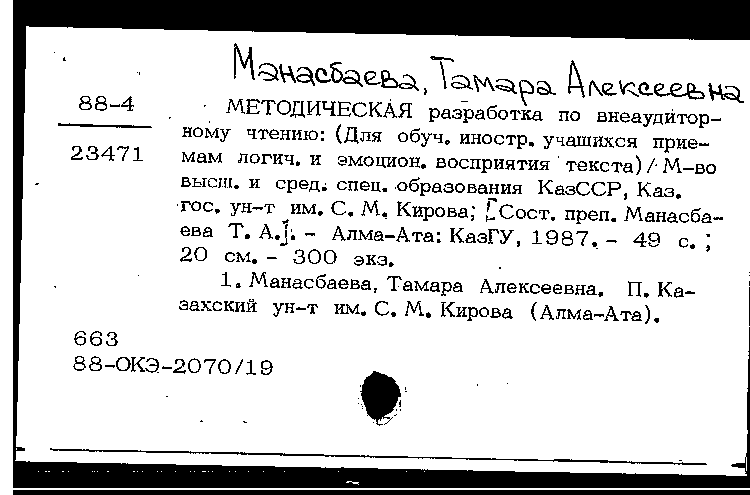 Манасбаева, Тамара Алексеевна
88-4
23471
МЕТОДИЧЕСКАЯ разработка по внеаудитор-
ному чтению: (Для обуч. иностр. учашихся прие-
мам логич. и эмоцион. восприятия текста)/ М-во
высш. и сред. спец. образования КазССР, Каз.
гос. ун-т им. С. М. Кирова; [Сост. преп. Манасба-
ева Т. А.]. - Алма-Ата: КазГУ, 1987. - 49 с. ;
20 см. - 300 экз.
1. Манасбаева, Тамара Алексеевна. П. Ка-
захский ун-т им. С. М. Кирова (Алма-Ата).
663
88-ОКЭ-2070/19